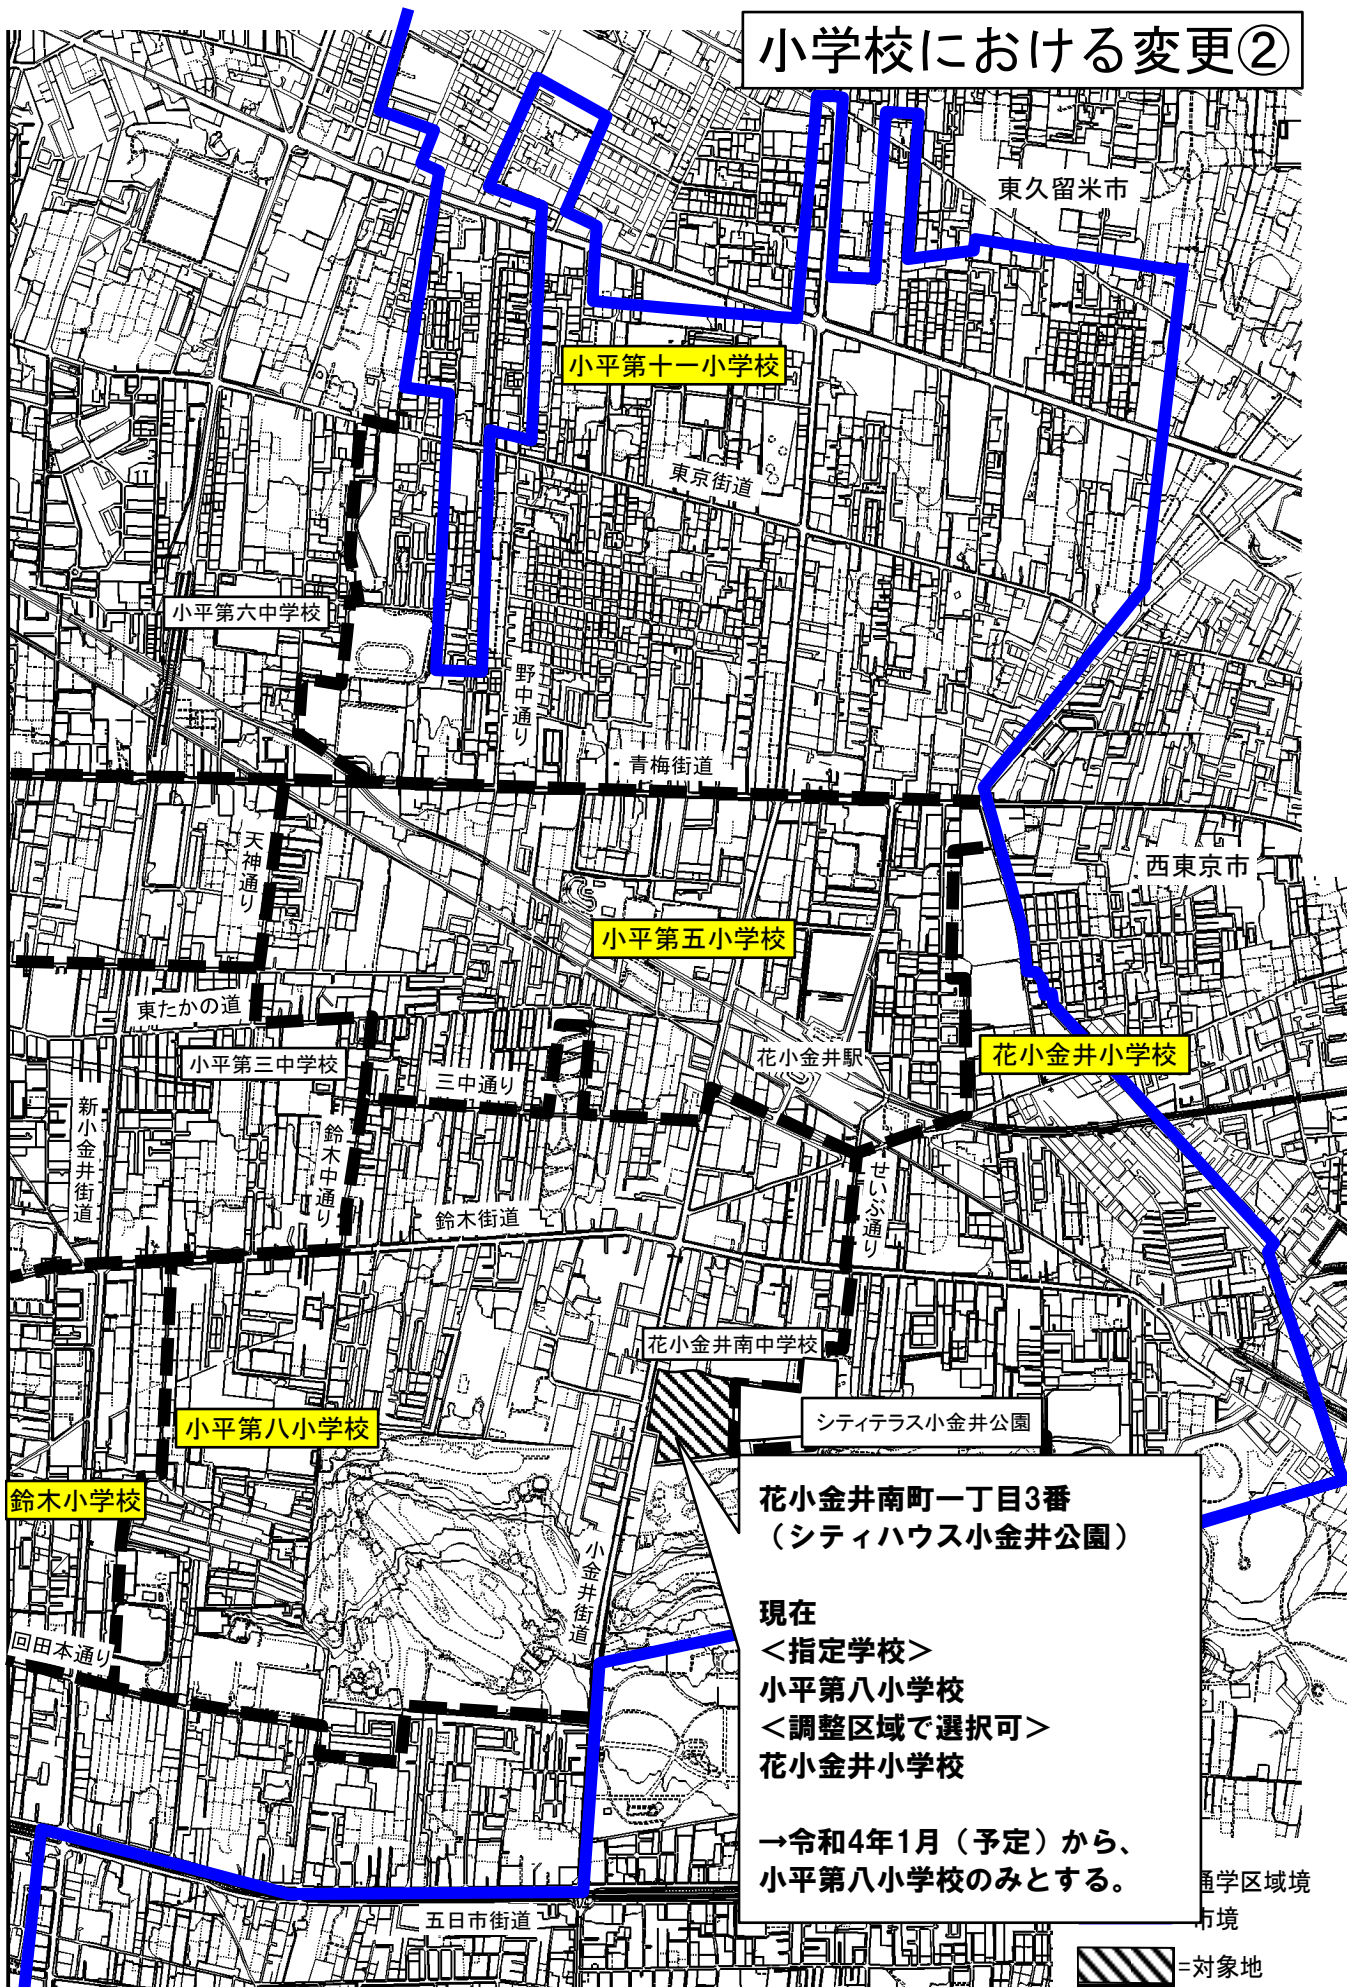 小学校における変更②
東久留米市
小平第十一小学校
東京街道
小平第六中学校
野中通り
青梅街道
天神通り
西東京市
小平第五小学校
東たかの道
花小金井駅
花小金井小学校
小平第三中学校
三中通り
新小金井街道
鈴木中通り
せいぶ通り
鈴木街道
花小金井南中学校
シティテラス小金井公園
小平第八小学校
鈴木小学校
花小金井南町一丁目3番
（シティハウス小金井公園）
現在
＜指定学校＞
小平第八小学校
＜調整区域で選択可＞
花小金井小学校
→令和4年1月（予定）から、
小平第八小学校のみとする。
小金井街道
回田本通り
五日市街道
通学区域境
市境
=対象地